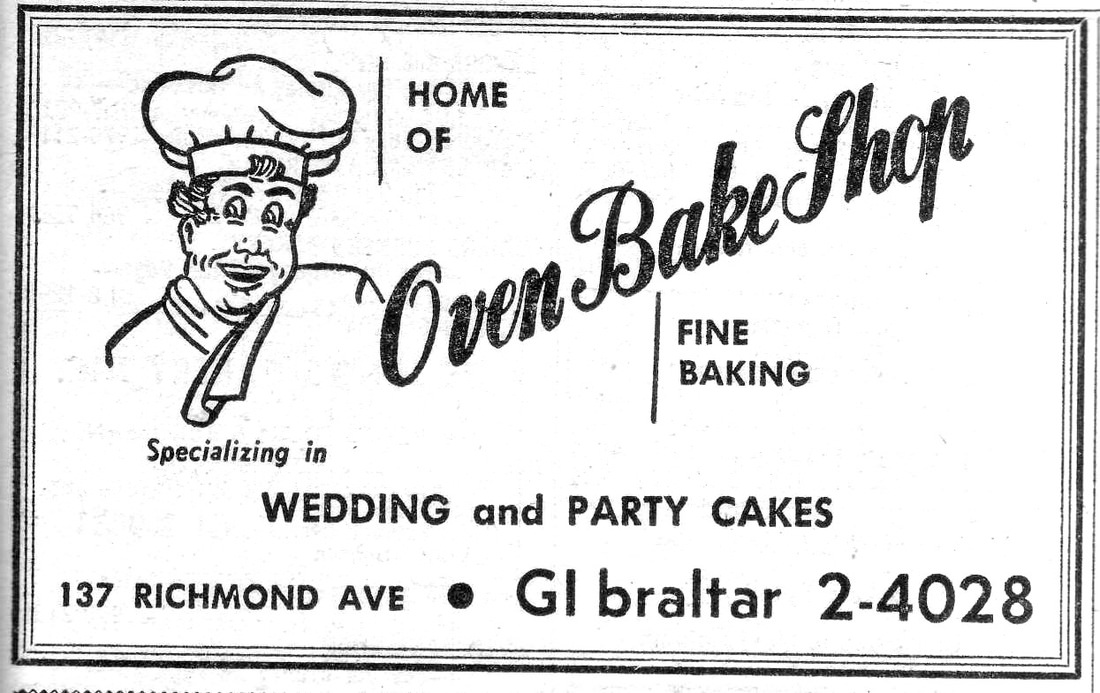 HOME
OF
Oven Bake Shop
FINE
BAKING
Specializing in
WEDDING and PARTY CAKES
137 RICHMOND AVE ● GI braltar 2-4028